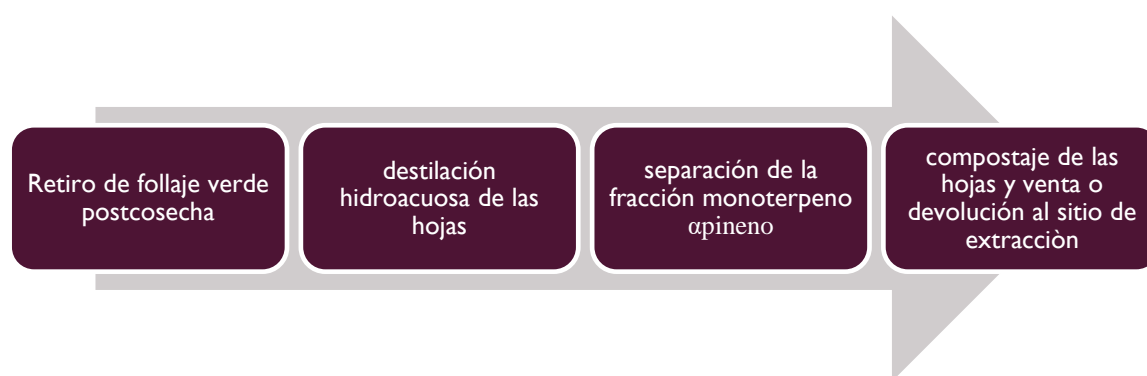 Retiro de follaje verde
postcosecha
destilación
hidroacuosa de las
hojas
separación de la
fracción monoterpeno
αpineno
compostaje de las
hojas y venta o
devolución al sitio de
extracciòn